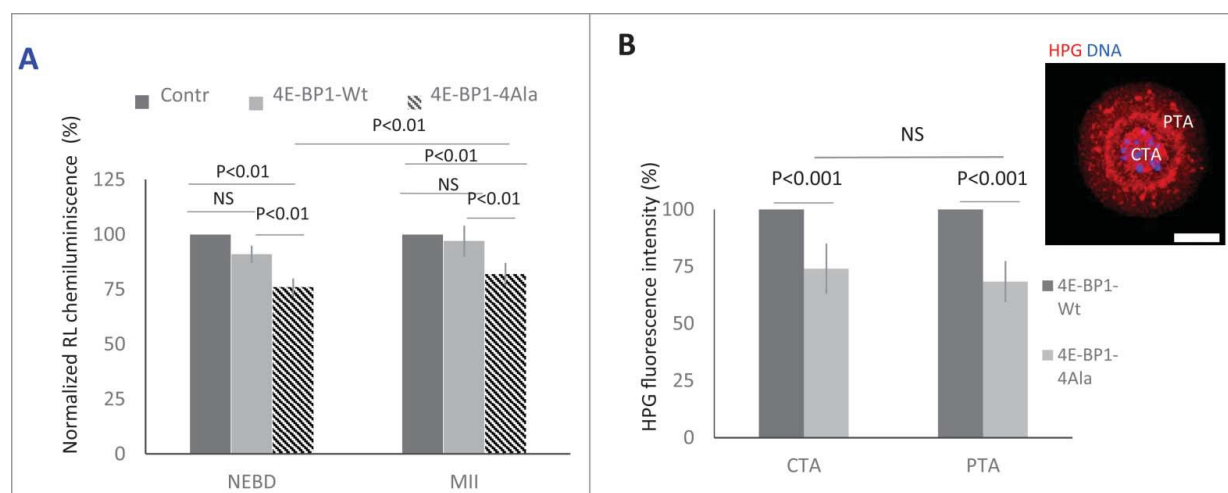 A
Contr 4E-BP1-Wt 4E-BP1-4Ala
P<0.01
P<0.01
P<0.01
NS
P<0.01
NS
P<0.01
Normalized RL chemiluminiscence (%)
125
100
75
50
25
0
NEBD MII
B
HPG DNA
PTA
CTA
NS
P<0.001 P<0.001
HPG fluorescence intensity (%)
100
75
50
25
0
CTA PTA
4E-BP1-
Wt
4E-BP1-
4Ala